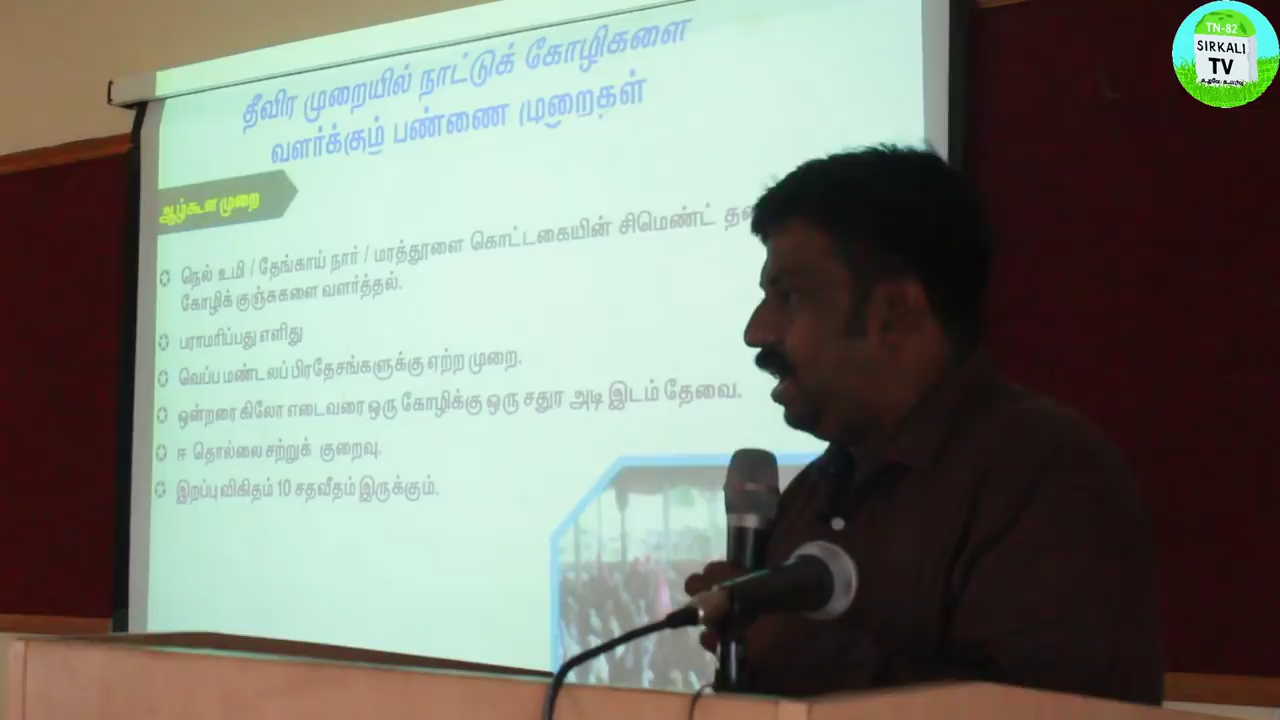 தீவிர முறையில் நாட்டுக் கோழிகளை
வளர்க்கும் பண்ணை முறைகள்
ஆழ்கூள முறை
நெல் உமி / தேங்காய் நார் / மரத்தூளை கொட்டகையின் சிமெண்ட்
கோழிக் குஞ்சுகளை வளர்த்தல்.
பராமரிப்பது எளிது
வெப்ப மண்டலப் பிரதேசங்களுக்கு ஏற்ற முறை.
ஒன்றரை கிலோ எடைவரை ஒரு கோழிக்கு ஒரு சதுர அடி இடம் தேவை.
ஈ தொல்லை சற்றுக் குறைவு.
இறப்பு விகிதம் 10 சதவீதம் இருக்கும்.
TN-82
SIRKALI
TV